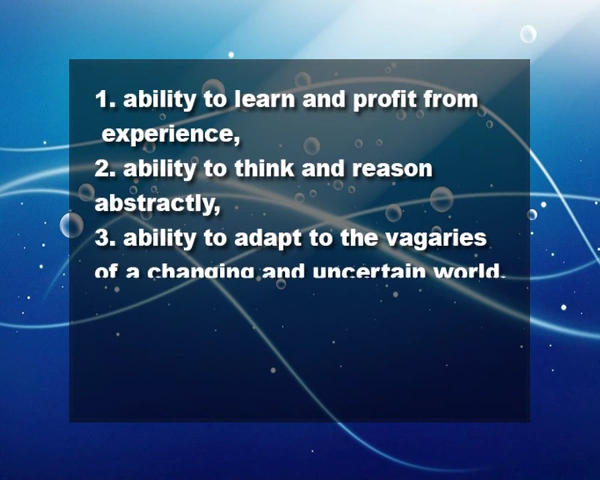 1. ability to learn and profit from
experience,
2. ability to think and reason
abstractly,
3. ability to adapt to the vagaries
of a changing and uncertain world.